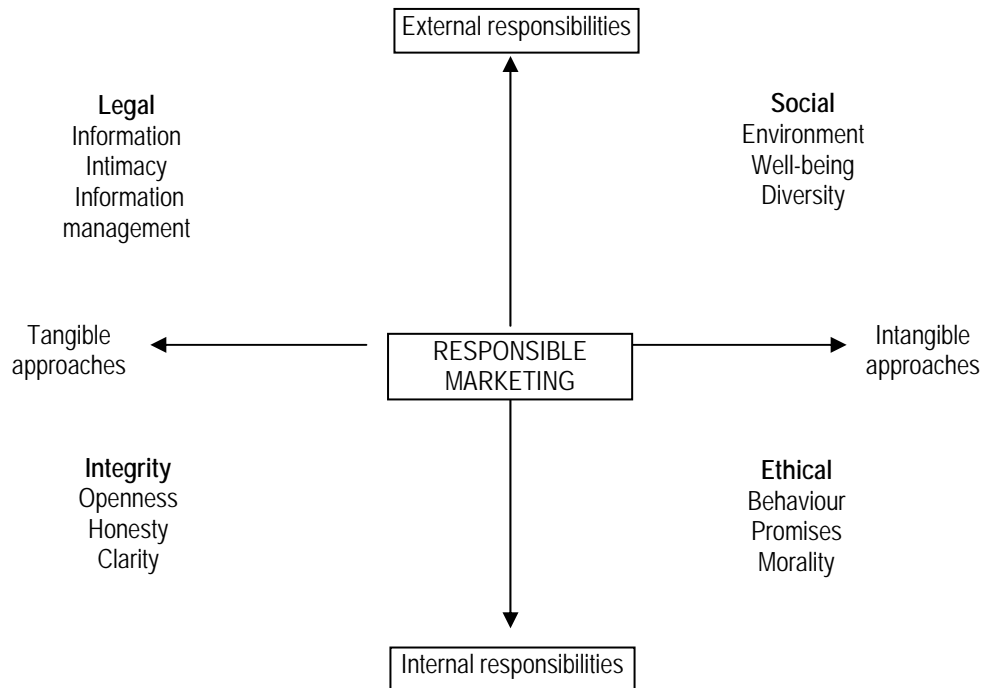 External responsibilities
Legal
Information
Intimacy
Information
management
Social
Environment
Well-being
Diversity
Tangible
approaches
RESPONSIBLE
MARKETING
Intangible
approaches
Integrity
Openness
Honesty
Clarity
Ethical
Behaviour
Promises
Morality
Internal responsibilities